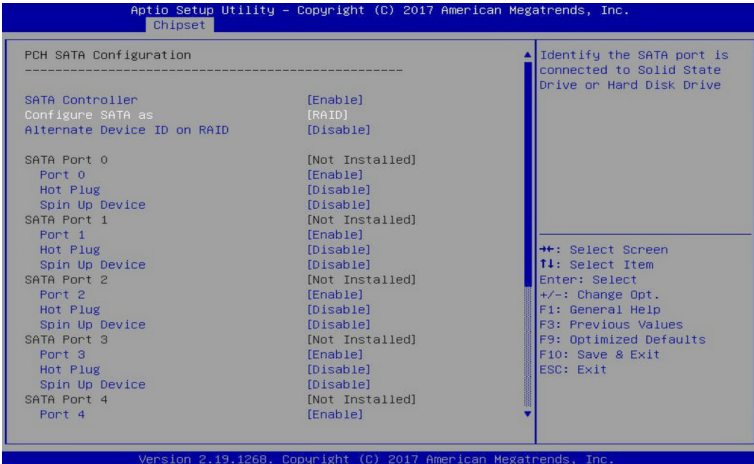 Aptio Setup Utility – Copyright (C) 2017 American Megatrends, Inc.
Chipset
PCH SATA Configuration
SATA Controller [Enable]
Configure SATA as [RAID]
Alternate Device ID on RAID [Disable]
SATA Port 0 [Not Installed]
Port 0 [Enable]
Hot Plug [Disable]
Spin Up Device [Disable]
SATA Port 1 [Not Installed]
Port 1 [Enable]
Hot Plug [Disable]
Spin Up Device [Disable]
SATA Port 2 [Not Installed]
Port 2 [Enable]
Hot Plug [Disable]
Spin Up Device [Disable]
SATA Port 3 [Not Installed]
Port 3 [Enable]
Hot Plug [Disable]
Spin Up Device [Disable]
SATA Port 4 [Not Installed]
Port 4 [Enable]
Identify the SATA port is
connected to Solid State
Drive or Hard Disk Drive
→←: Select Screen
↑↓: Select Item
Enter: Select
+/-: Change Opt.
F1: General Help
F3: Previous Values
F9: Optimized Defaults
F10: Save & Exit
ESC: Exit
Version 2.19.1268. Copyright (C) 2017 American Megatrends, Inc.